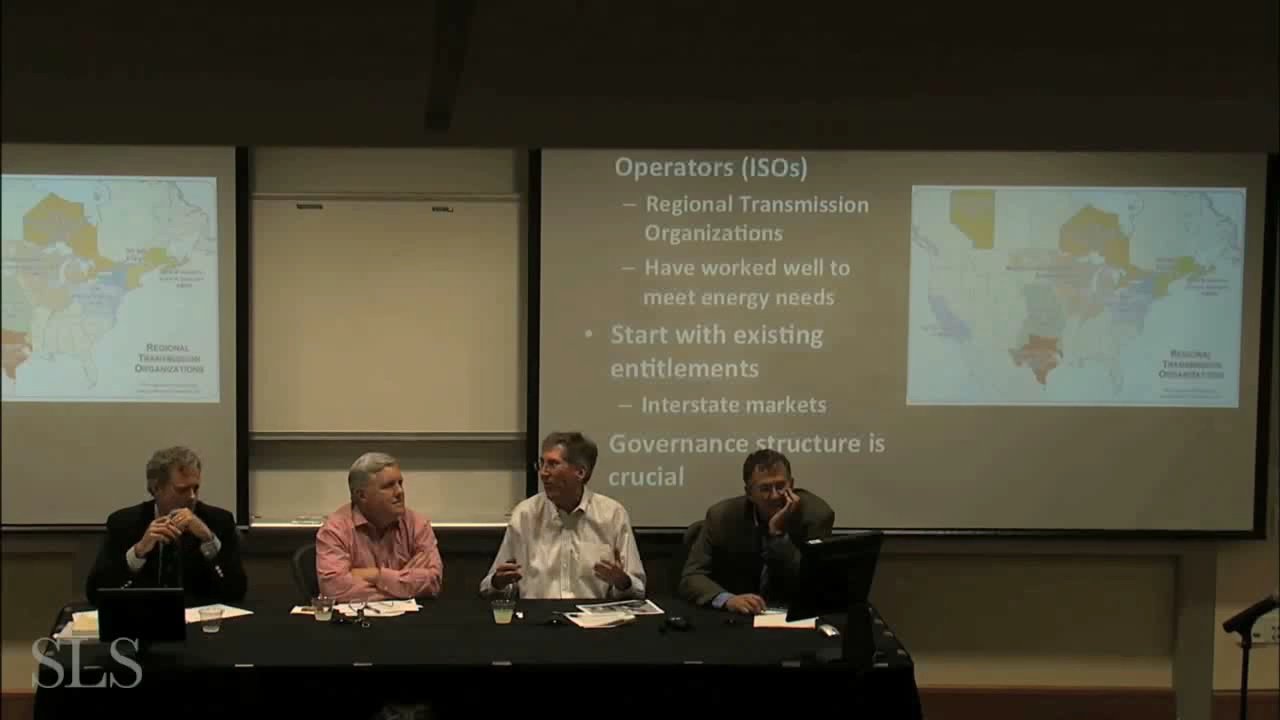 REGIONAL
TRANSMISSION
ORGANIZATIONS
Operators (ISOs)
– Regional Transmission
Organizations
– Have worked well to
meet energy needs
• Start with existing
entitlements
– Interstate markets
Governance structure is
crucial
REGIONAL
TRANSMISSION
ORGANIZATIONS
SLS